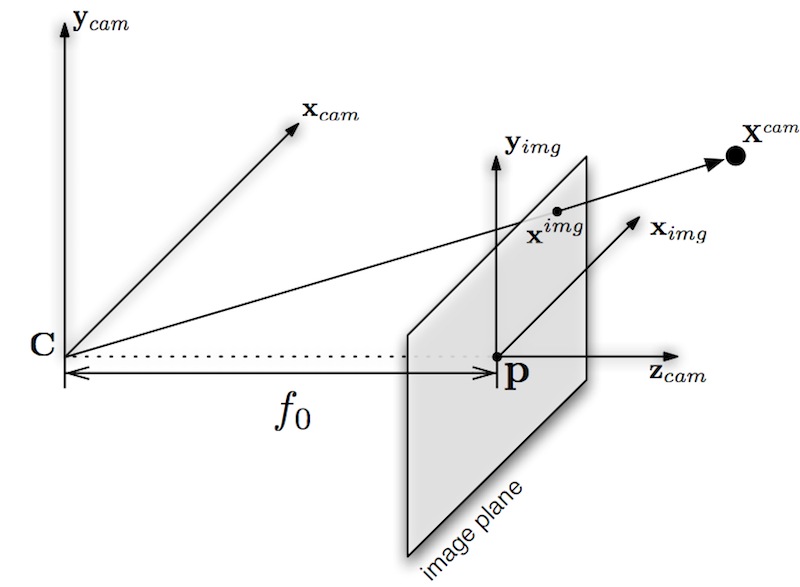 y_cam
x_cam
X^cam
y_img
x^img
x_img
C
p
z_cam
f_0
image plane